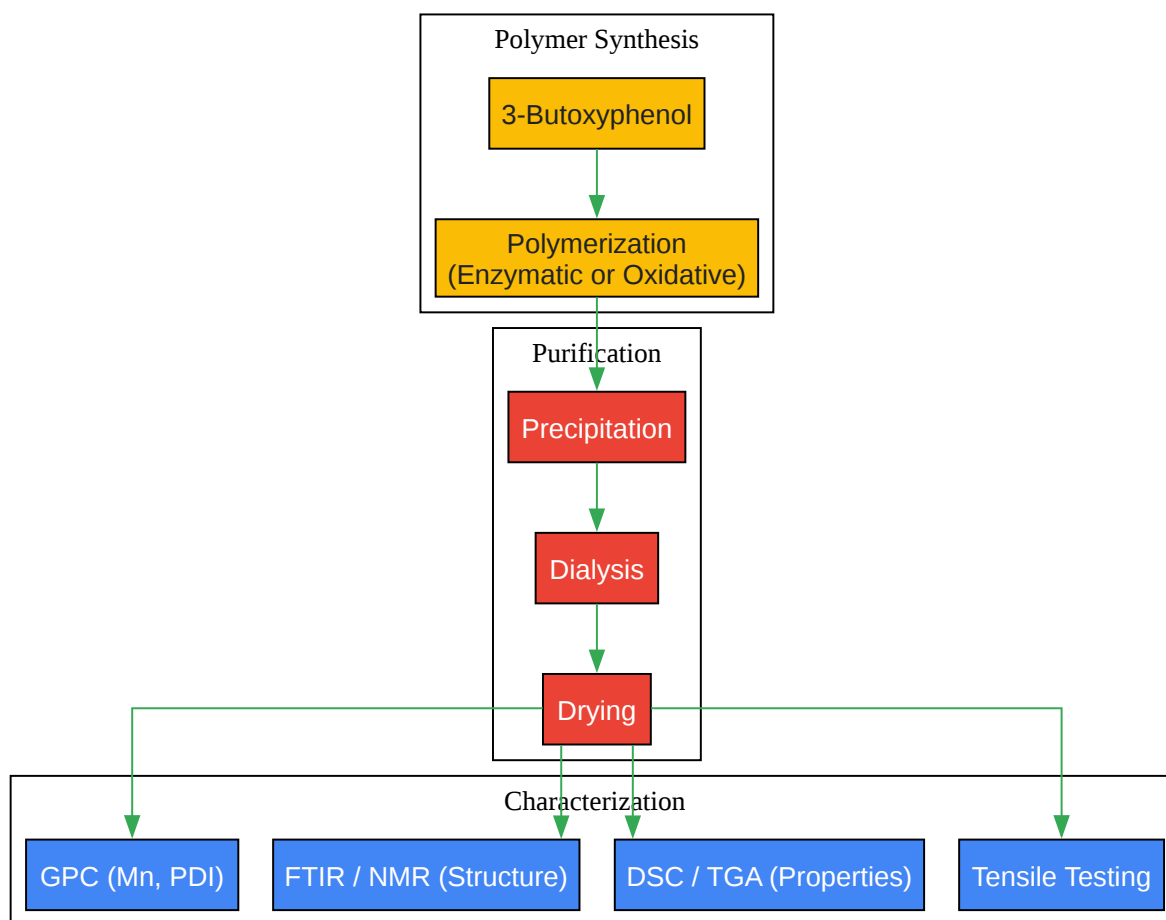 Polymer Synthesis
3-Butoxyphenol
Polymerization
(Enzymatic or Oxidative)
Purification
Precipitation
Dialysis
Drying
Characterization
GPC (Mn, PDI)
FTIR / NMR (Structure)
DSC / TGA (Properties)
Tensile Testing